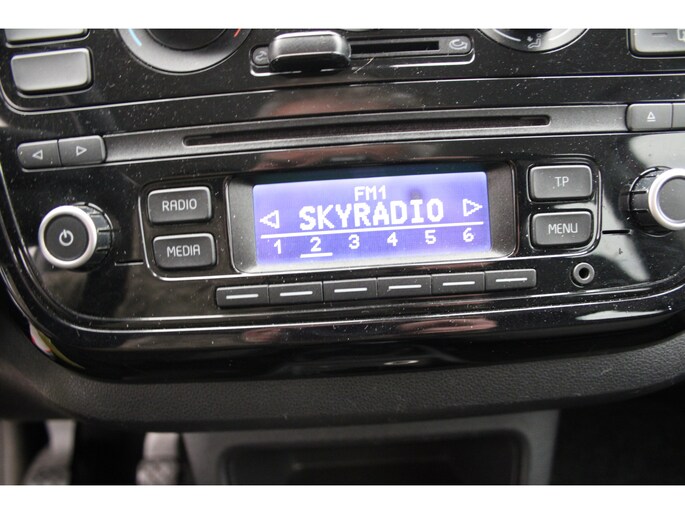 FM1
SKYRADIO
1 2 3 4 5 6
RADIO
MEDIA
TP
MENU